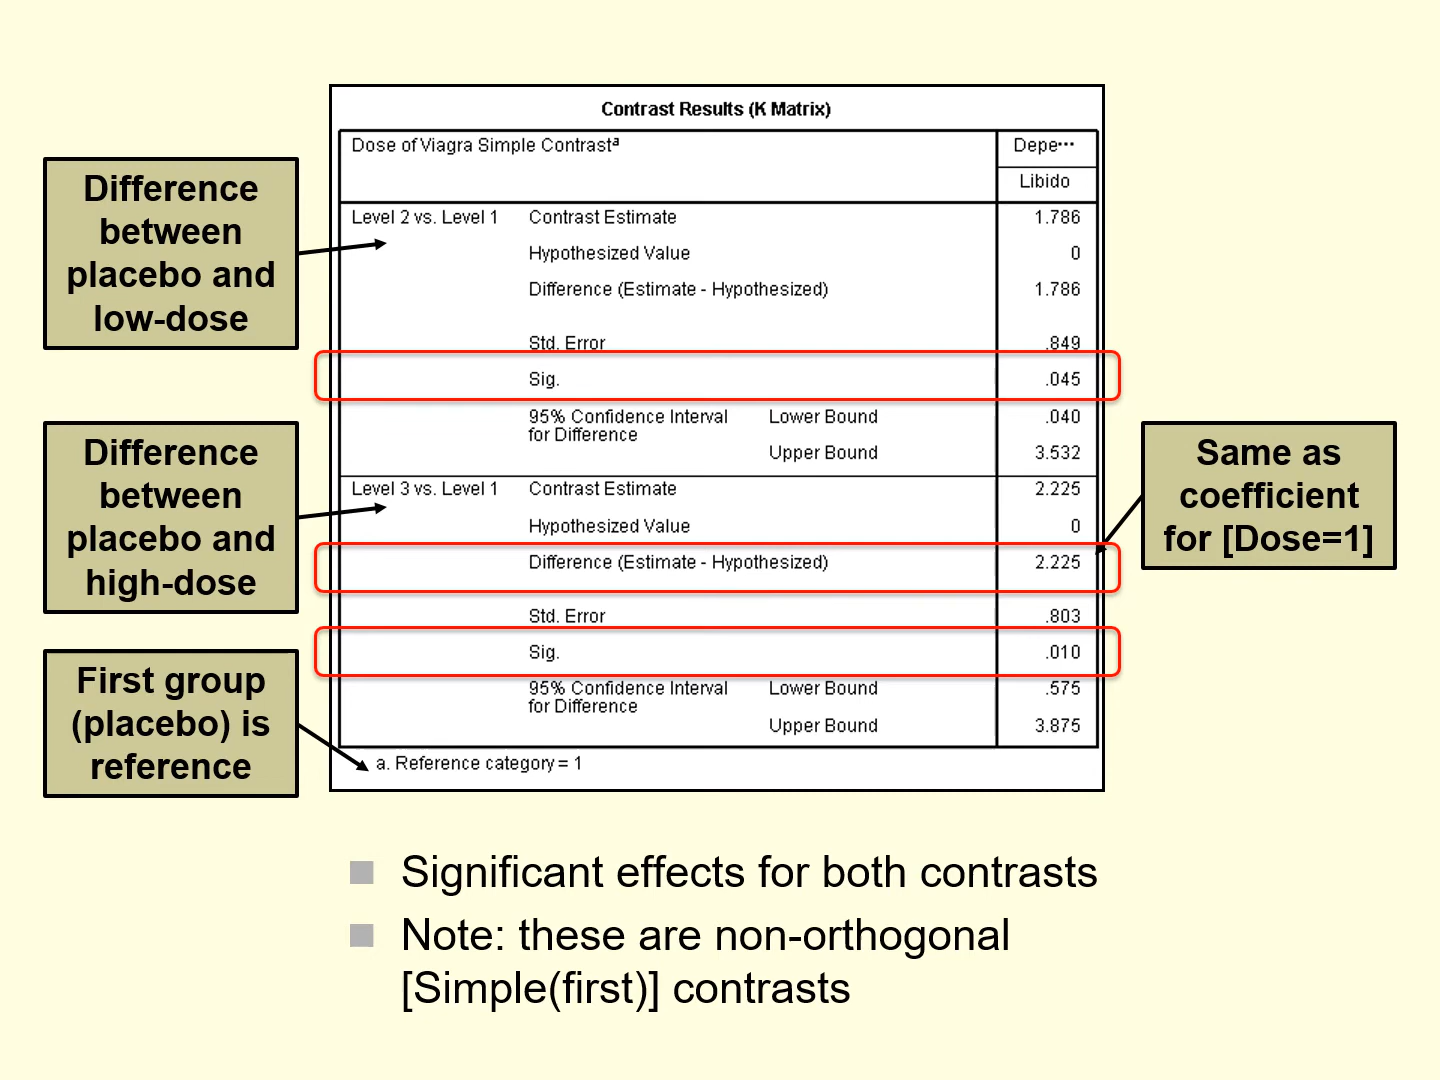 Contrast Results (K Matrix)
Dose of Viagra Simple Contrastᵃ Depe···
Libido
Level 2 vs. Level 1 Contrast Estimate 1.786
Hypothesized Value 0
Difference (Estimate - Hypothesized) 1.786
Std. Error .849
Sig. .045
95% Confidence Interval Lower Bound .040
for Difference
Upper Bound 3.532
Level 3 vs. Level 1 Contrast Estimate 2.225
Hypothesized Value 0
Difference (Estimate - Hypothesized) 2.225
Std. Error .803
Sig. .010
95% Confidence Interval Lower Bound .575
for Difference
Upper Bound 3.875
a. Reference category = 1
Difference
between
placebo and
low-dose
Difference
between
placebo and
high-dose
First group
(placebo) is
reference
Same as
coefficient
for [Dose=1]
Significant effects for both contrasts
Note: these are non-orthogonal
[Simple(first)] contrasts